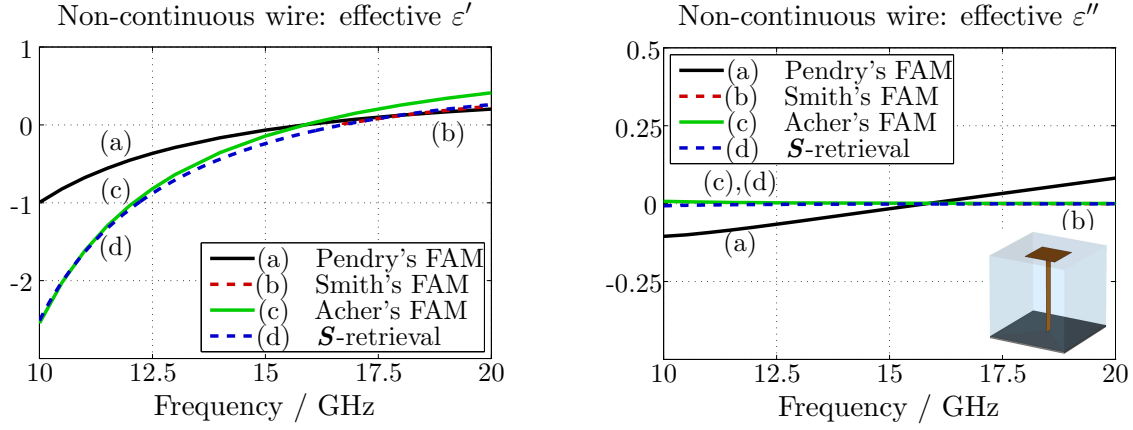 Non-continuous wire: effective ε′
1
0
-1
-2
10
12.5
15
17.5
20
Frequency / GHz
(a)
(b)
(c)
(d)
(a) Pendry's FAM
(b) Smith's FAM
(c) Acher's FAM
(d) S-retrieval
Non-continuous wire: effective ε″
0.5
0.25
0
-0.25
10
12.5
15
17.5
20
Frequency / GHz
(a) Pendry's FAM
(b) Smith's FAM
(c) Acher's FAM
(d) S-retrieval
(c),(d)
(b)
(a)